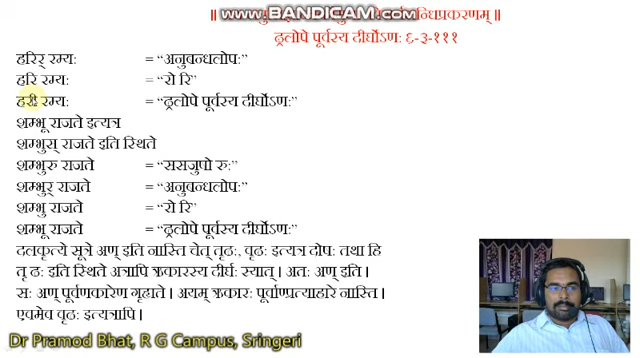 WWW.BANDICAM.COM
न्धिप्रकरणम् ॥
ढ्रलोपे पूर्वस्य दीर्घोऽण: ६-३-१११
हरिर् रम्य: = “अनुवन्धलोप:”
हरि रम्य: = “रो रि”
हरी रम्य: = “ढ्रलोपे पूर्वस्य दीर्घोऽण:”
शम्भू राजते इत्यत्र
शम्भुस् राजते इति स्थिते
शम्भुरु राजते = “ससजुषो रु:”
शम्भुर् राजते = “अनुवन्धलोप:”
शम्भु राजते = “रो रि”
शम्भू राजते = “ढ्रलोपे पूर्वस्य दीर्घोऽण:”
दलकृत्ये सूत्रे अण् इति नास्ति चेत् तृढ:, वृढ: इत्यत्र दोष: तथा हि
तृ ढ: इति स्थिते अत्रापि ऋकारस्य दीर्घ: स्यात् । अत: अण् इति ।
स: अण् पूर्वणकारेण गृह्यते । अयम् ऋकार: पूर्वाण्प्रत्याहारे नास्ति ।
एवमेव वृढ: इत्यत्रापि ।
Dr Pramod Bhat, R G Campus, Sringeri